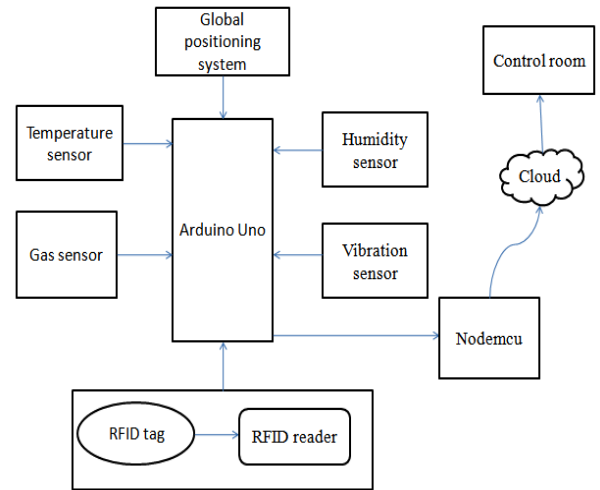 Global
positioning
system
Control room
Temperature
sensor
Humidity
sensor
Cloud
Arduino Uno
Gas sensor
Vibration
sensor
Nodemcu
RFID tag
RFID reader